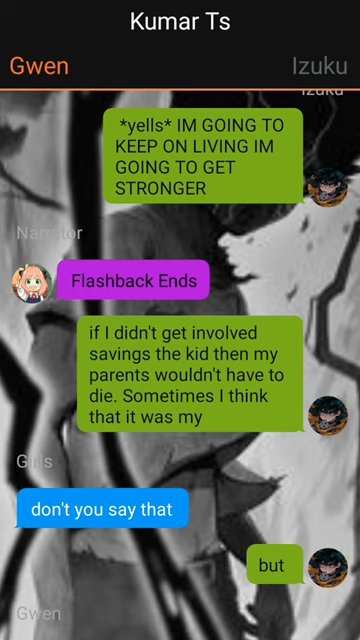 Kumar Ts
Gwen
Izuku
Izuku
*yells* IM GOING TO
KEEP ON LIVING IM
GOING TO GET
STRONGER
Narrator
Flashback Ends
if I didn't get involved
savings the kid then my
parents wouldn't have to
die. Sometimes I think
that it was my
Girls
don't you say that
but
Gwen